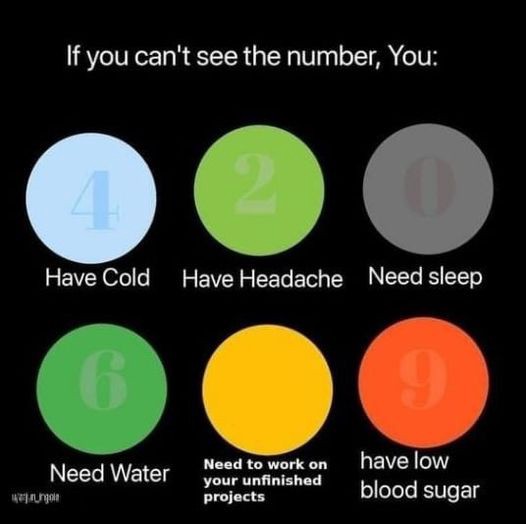 If you can't see the number, You:
4
2
0
Have Cold
Have Headache
Need sleep
6
9
Need Water
Need to work on
your unfinished
projects
have low
blood sugar